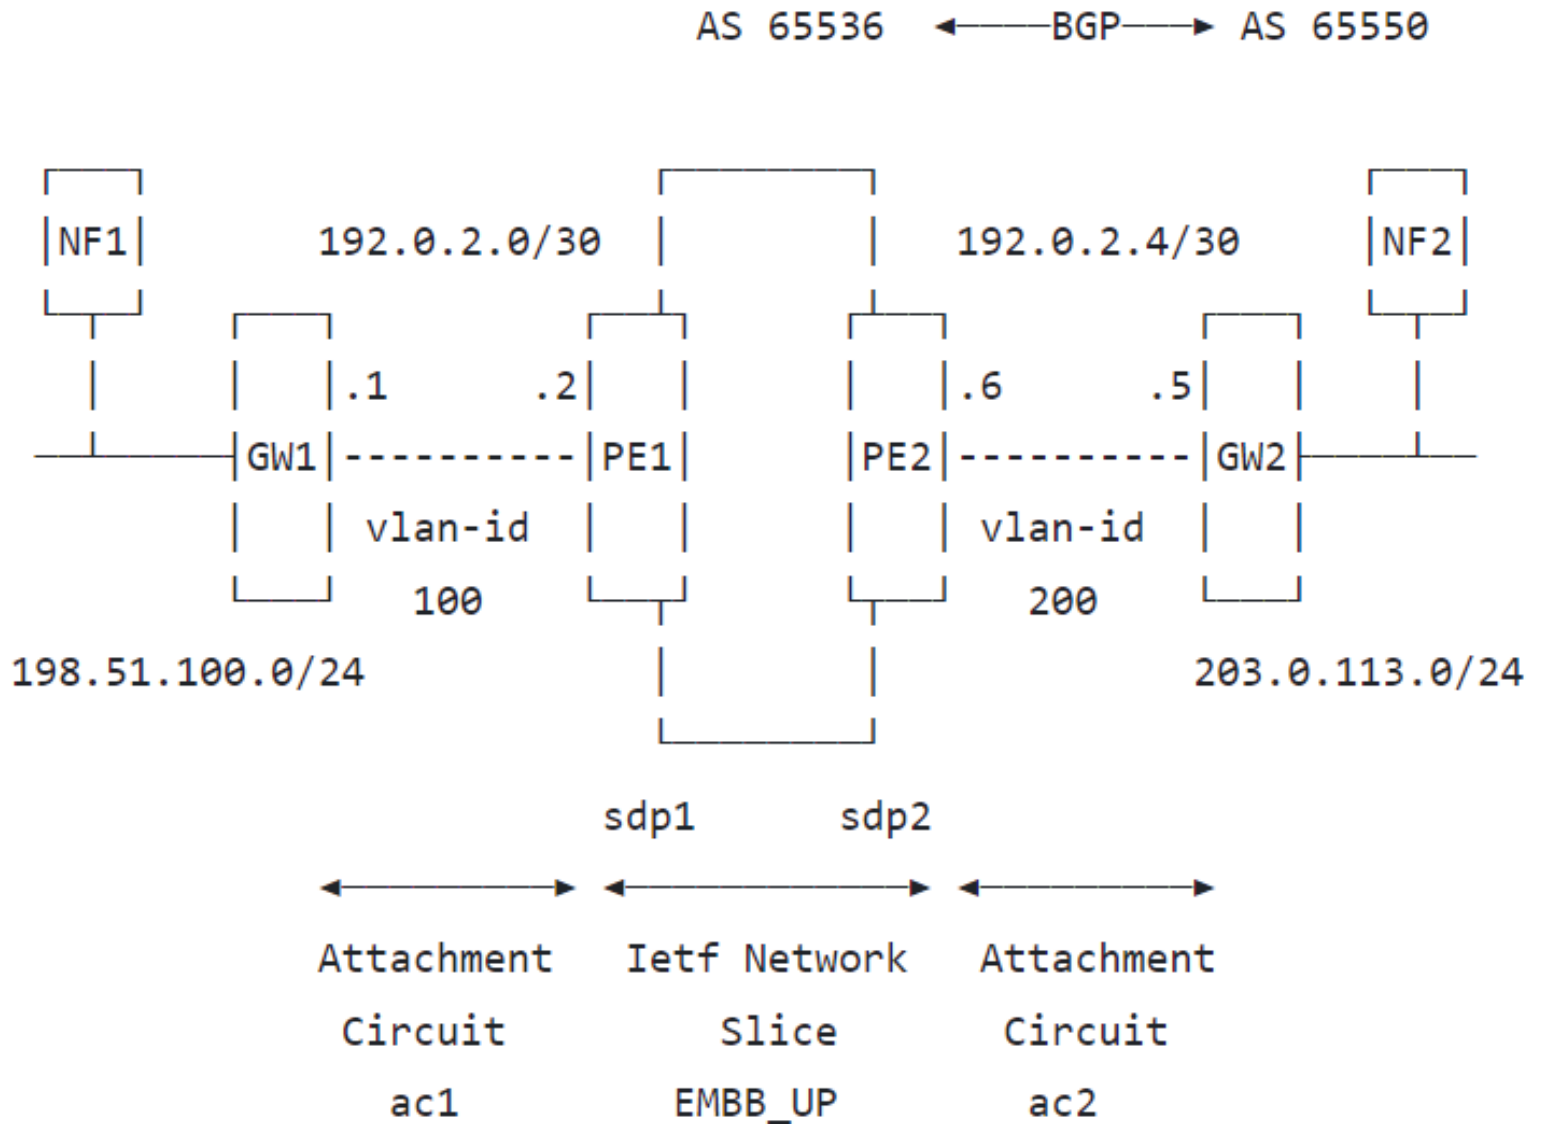 AS 65536 ◄────BGP───► AS 65550
NF1 192.0.2.0/30 192.0.2.4/30 NF2
.1 .2 .6 .5
GW1 ---------- PE1 PE2 ---------- GW2
vlan-id vlan-id
100 200
198.51.100.0/24 203.0.113.0/24
sdp1 sdp2
Attachment Ietf Network Attachment
Circuit Slice Circuit
ac1 EMBB_UP ac2